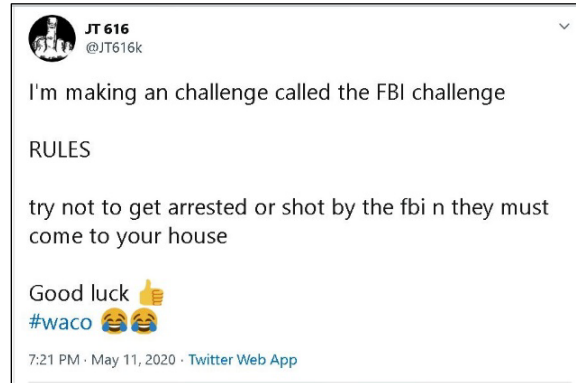 JT 616
@JT616k
I'm making an challenge called the FBI challenge
RULES
try not to get arrested or shot by the fbi n they must
come to your house
Good luck 👍
#waco 😂😂
7:21 PM · May 11, 2020 · Twitter Web App